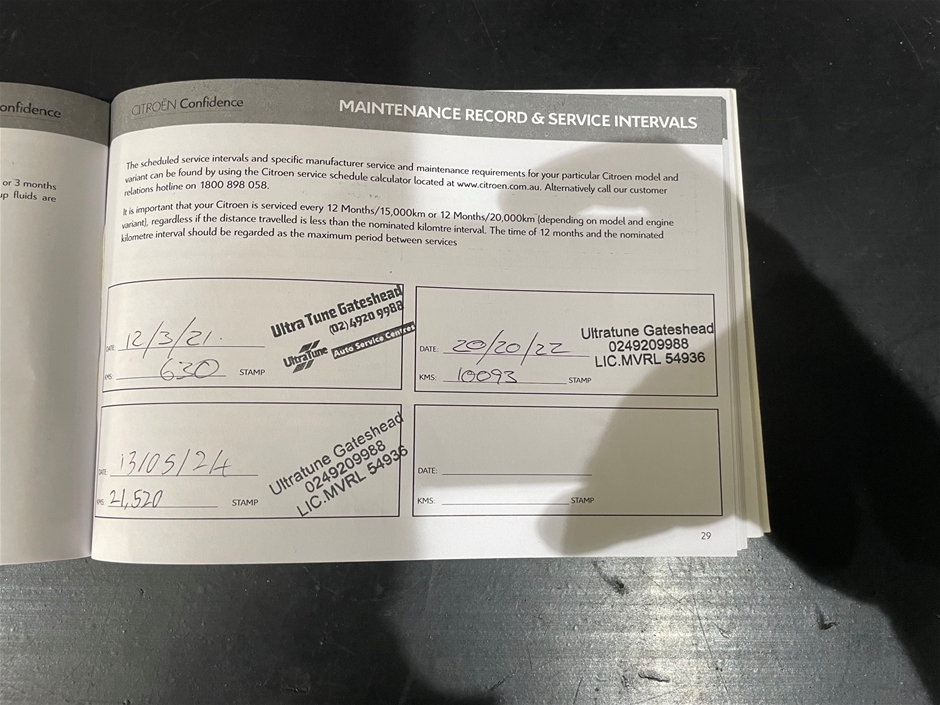 onfidence
or 3 months
up fluids are
CITROËN Confidence
MAINTENANCE RECORD & SERVICE INTERVALS
The scheduled service intervals and specific manufacturer service and maintenance requirements for your particular Citroen model and
variant can be found by using the Citroen service schedule calculator located at www.citroen.com.au. Alternatively call our customer
relations hotline on 1800 898 058.
It is important that your Citroen is serviced every 12 Months/15,000km or 12 Months/20,000km (depending on model and engine
variant), regardless if the distance travelled is less than the nominated kilomtre interval. The time of 12 months and the nominated
kilometre interval should be regarded as the maximum period between services
DATE: 12/3/21.
KMS: 630 STAMP
Ultra Tune Gateshead
(02) 4920 9988
UltraTune Auto Service Centres
DATE: 20/20/22
KMS: 10093 STAMP
Ultratune Gateshead
0249209988
LIC.MVRL 54936
DATE: 13/05/24
KMS: 21,520 STAMP
Ultratune Gateshead
0249209988
LIC.MVRL 54936
DATE:
KMS: STAMP
29